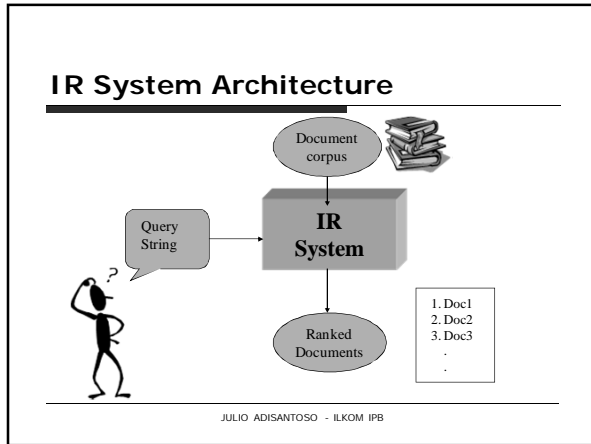 IR System Architecture
Document
corpus
Query
String
IR
System
?
1. Doc1
2. Doc2
3. Doc3
.
.
Ranked
Documents
JULIO ADISANTOSO - ILKOM IPB